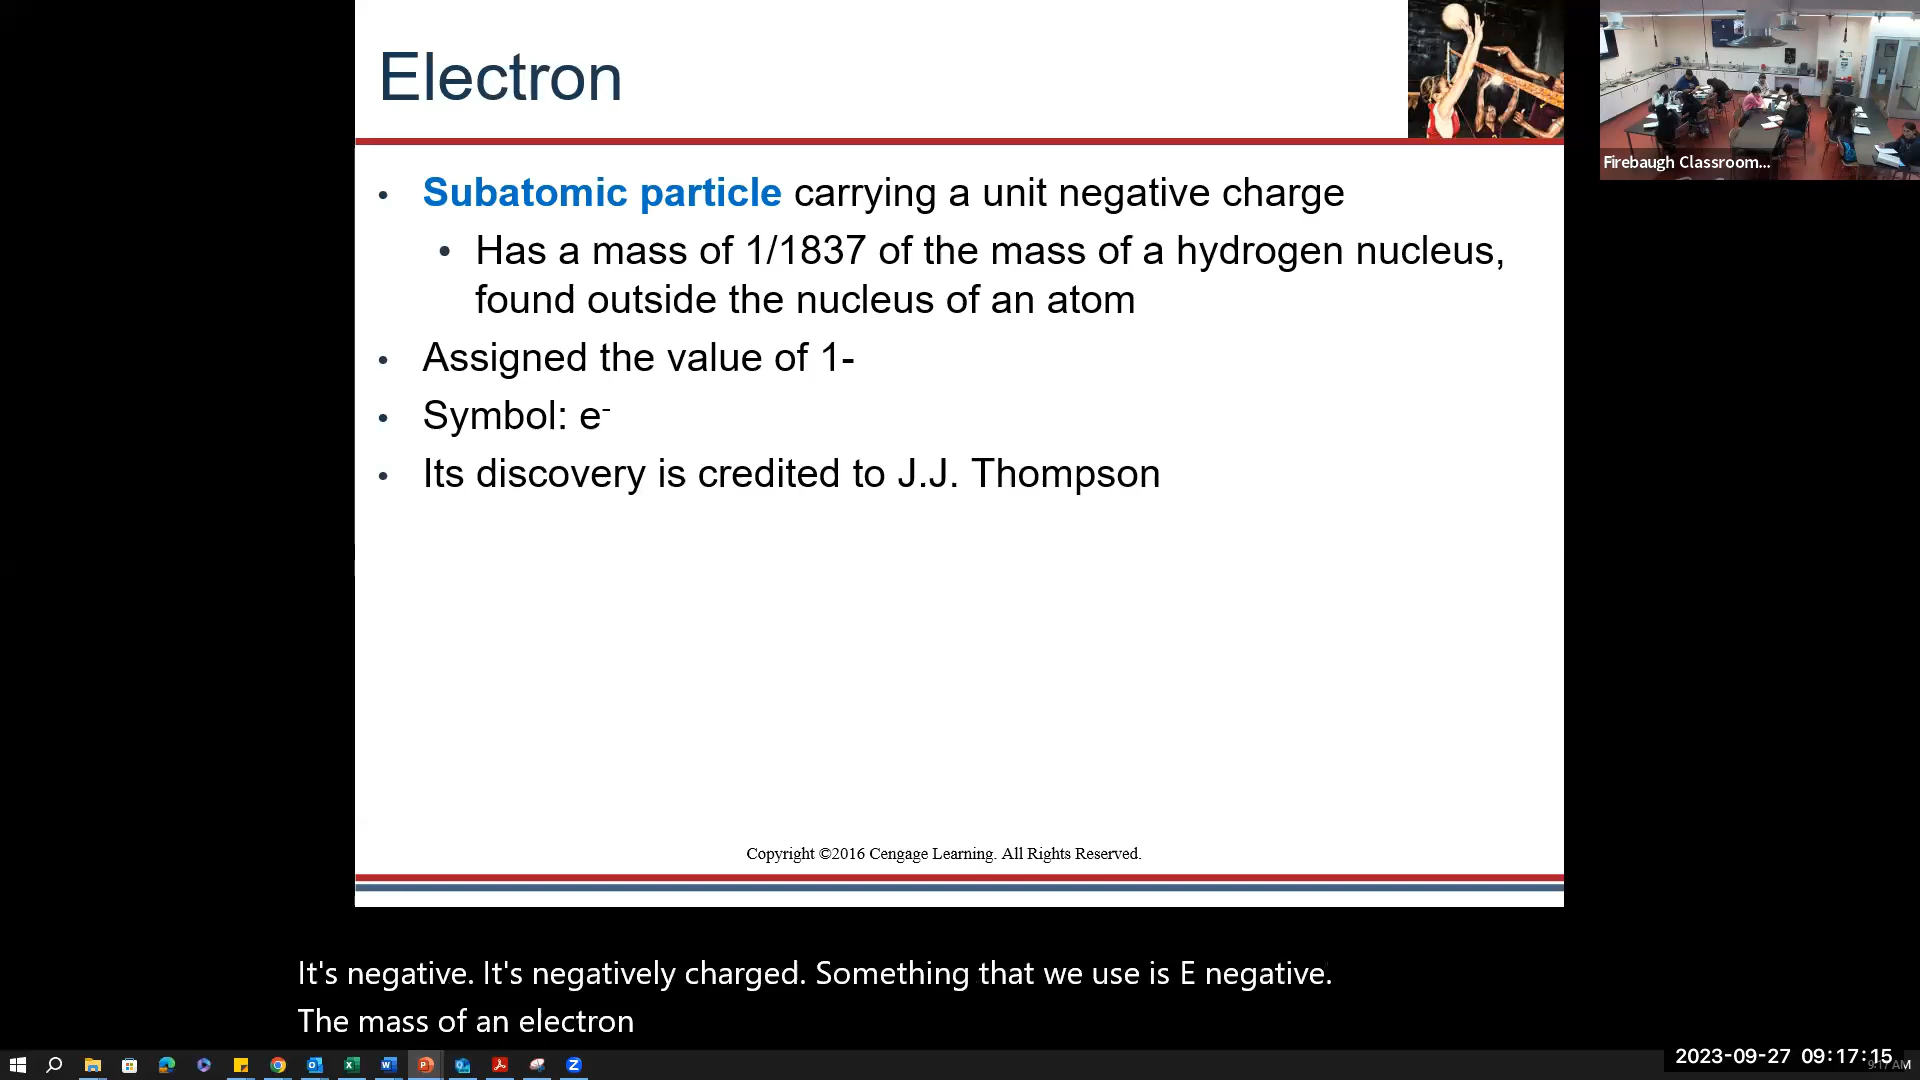 Electron
Firebaugh Classroom...
• Subatomic particle carrying a unit negative charge
• Has a mass of 1/1837 of the mass of a hydrogen nucleus,
found outside the nucleus of an atom
• Assigned the value of 1-
• Symbol: e⁻
• Its discovery is credited to J.J. Thompson
Copyright ©2016 Cengage Learning. All Rights Reserved.
It's negative. It's negatively charged. Something that we use is E negative.
The mass of an electron
2023-09-27 09:17:15
9:17 AM